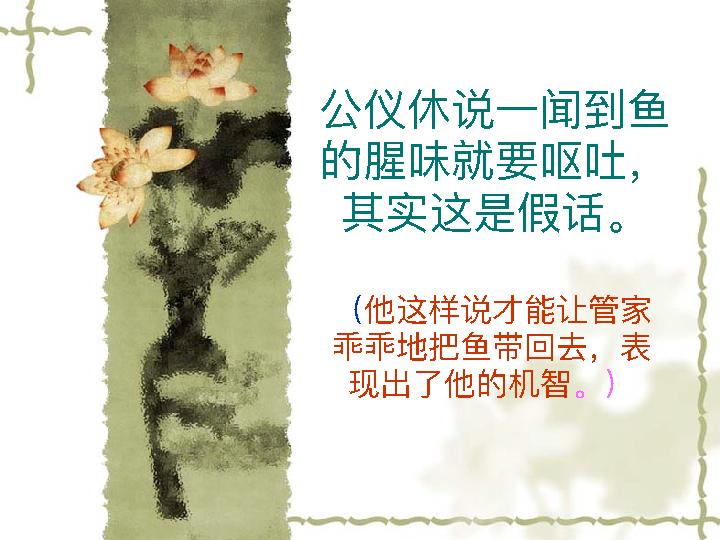 公仪休说一闻到鱼
的腥味就要呕吐，
其实这是假话。
（他这样说才能让管家
乖乖地把鱼带回去，表
现出了他的机智。）